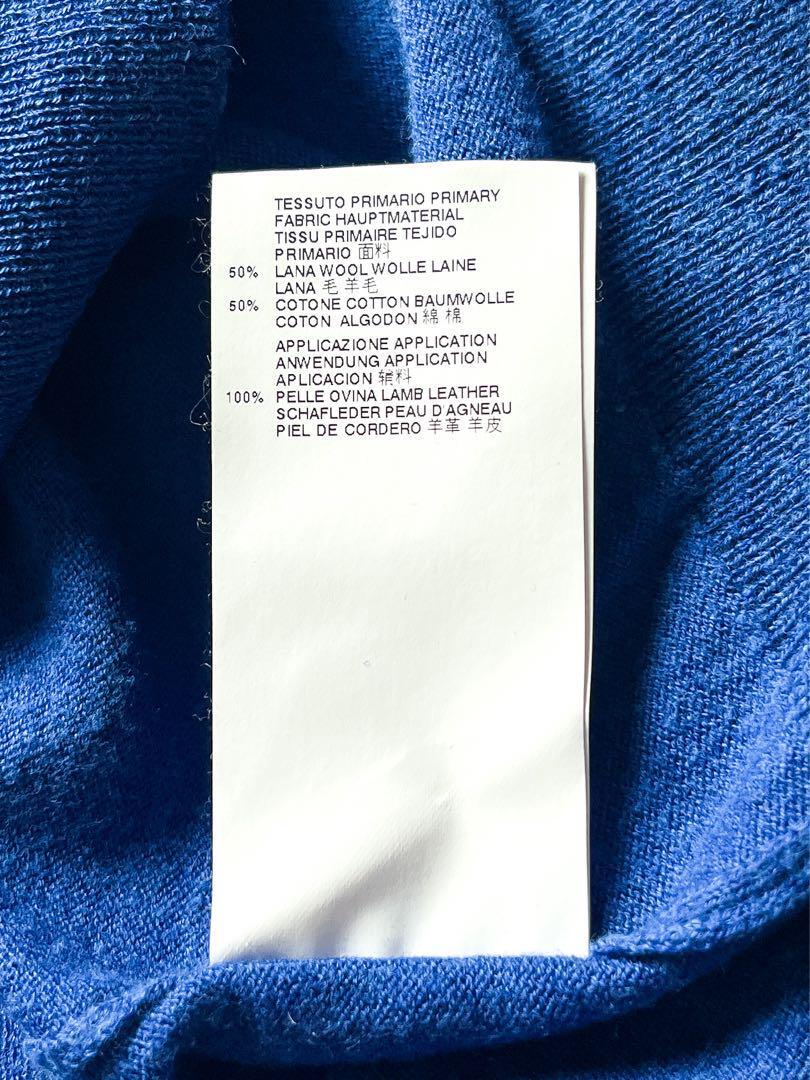 TESSUTO PRIMARIO PRIMARY
FABRIC HAUPTMATERIAL
TISSU PRIMAIRE TEJIDO
PRIMARIO 面料
50% LANA WOOL WOLLE LAINE
LANA 毛 羊毛
50% COTONE COTTON BAUMWOLLE
COTON ALGODON 綿 棉
APPLICAZIONE APPLICATION
ANWENDUNG APPLICATION
APLICACION 辅料
100% PELLE OVINA LAMB LEATHER
SCHAFLEDER PEAU D'AGNEAU
PIEL DE CORDERO 羊革 羊皮